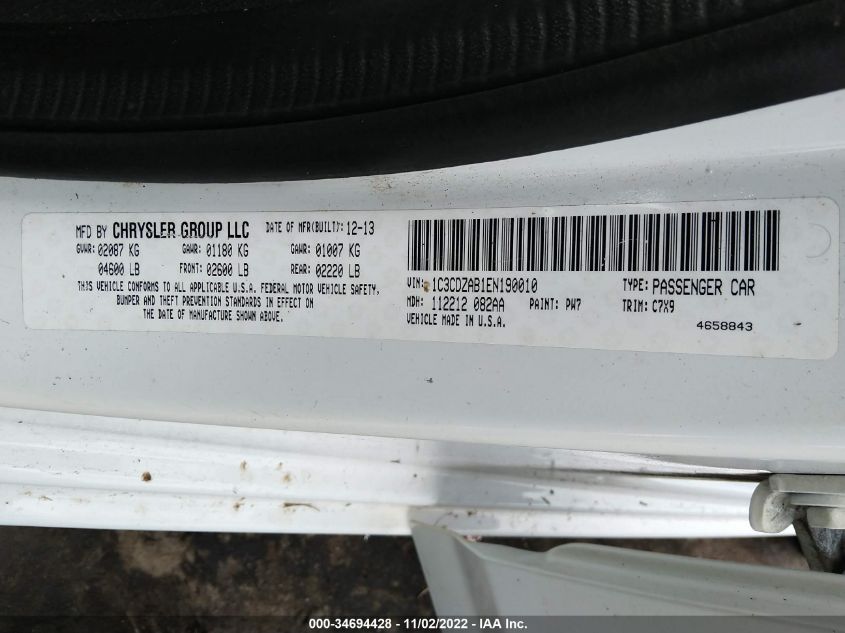 MFD BY CHRYSLER GROUP LLC DATE OF MFR(BUILT): 12-13
GVWR: 02087 KG GAWR: 01180 KG GAWR: 01007 KG
04600 LB FRONT: 02600 LB REAR: 02220 LB
THIS VEHICLE CONFORMS TO ALL APPLICABLE U.S.A. FEDERAL MOTOR VEHICLE SAFETY,
BUMPER AND THEFT PREVENTION STANDARDS IN EFFECT ON
THE DATE OF MANUFACTURE SHOWN ABOVE.
VIN: 1C3CDZAB1EN190010 TYPE: PASSENGER CAR
MDH: 112212 082AA PAINT: PW7 TRIM: C7X9
VEHICLE MADE IN U.S.A. 4658843
000-34694428 - 11/02/2022 - IAA Inc.